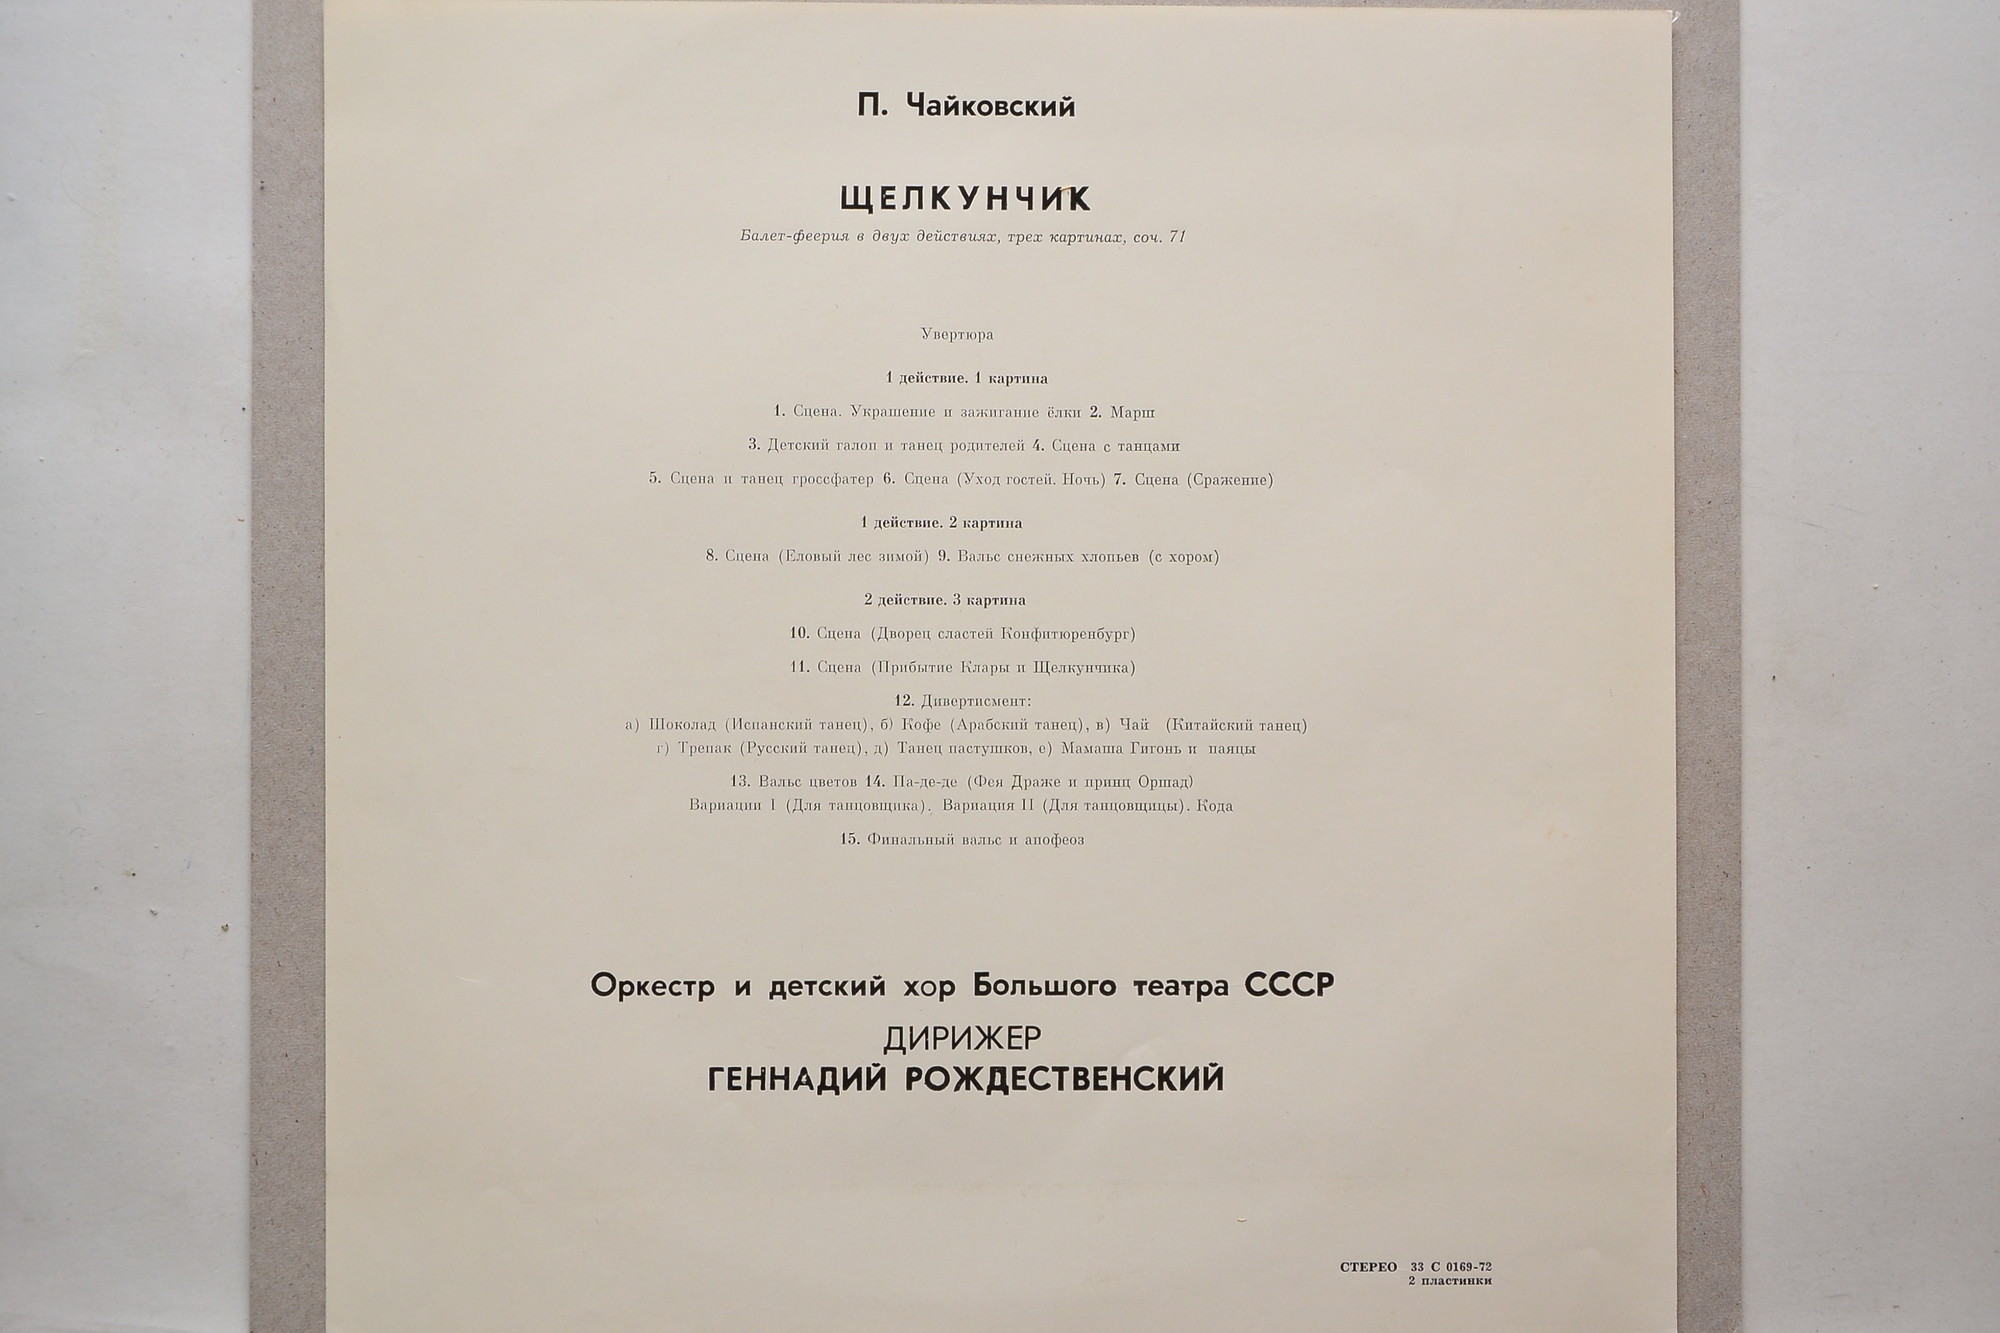 П. Чайковский
ЩЕЛКУНЧИК
Балет-феерия в двух действиях, трех картинах, соч. 71
Увертюра
1 действие. 1 картина
1. Сцена. Украшение и зажигание ёлки 2. Марш
3. Детский галоп и танец родителей 4. Сцена с танцами
5. Сцена и танец гроссфатер 6. Сцена (Уход гостей. Ночь) 7. Сцена (Сражение)
1 действие. 2 картина
8. Сцена (Еловый лес зимой) 9. Вальс снежных хлопьев (с хором)
2 действие. 3 картина
10. Сцена (Дворец сластей Конфитюренбург)
11. Сцена (Прибытие Клары и Щелкунчика)
12. Дивертисмент:
а) Шоколад (Испанский танец), б) Кофе (Арабский танец), в) Чай (Китайский танец)
г) Трепак (Русский танец), д) Танец пастушков, е) Мамаша Гигонь и паяцы
13. Вальс цветов 14. Па-де-де (Фея Драже и принц Оршад)
Вариации I (Для танцовщика). Вариация II (Для танцовщицы). Кода
15. Финальный вальс и апофеоз
Оркестр и детский хор Большого театра СССР
ДИРИЖЕР
ГЕННАДИЙ РОЖДЕСТВЕНСКИЙ
СТЕРЕО 33 С 0169-72
2 пластинки